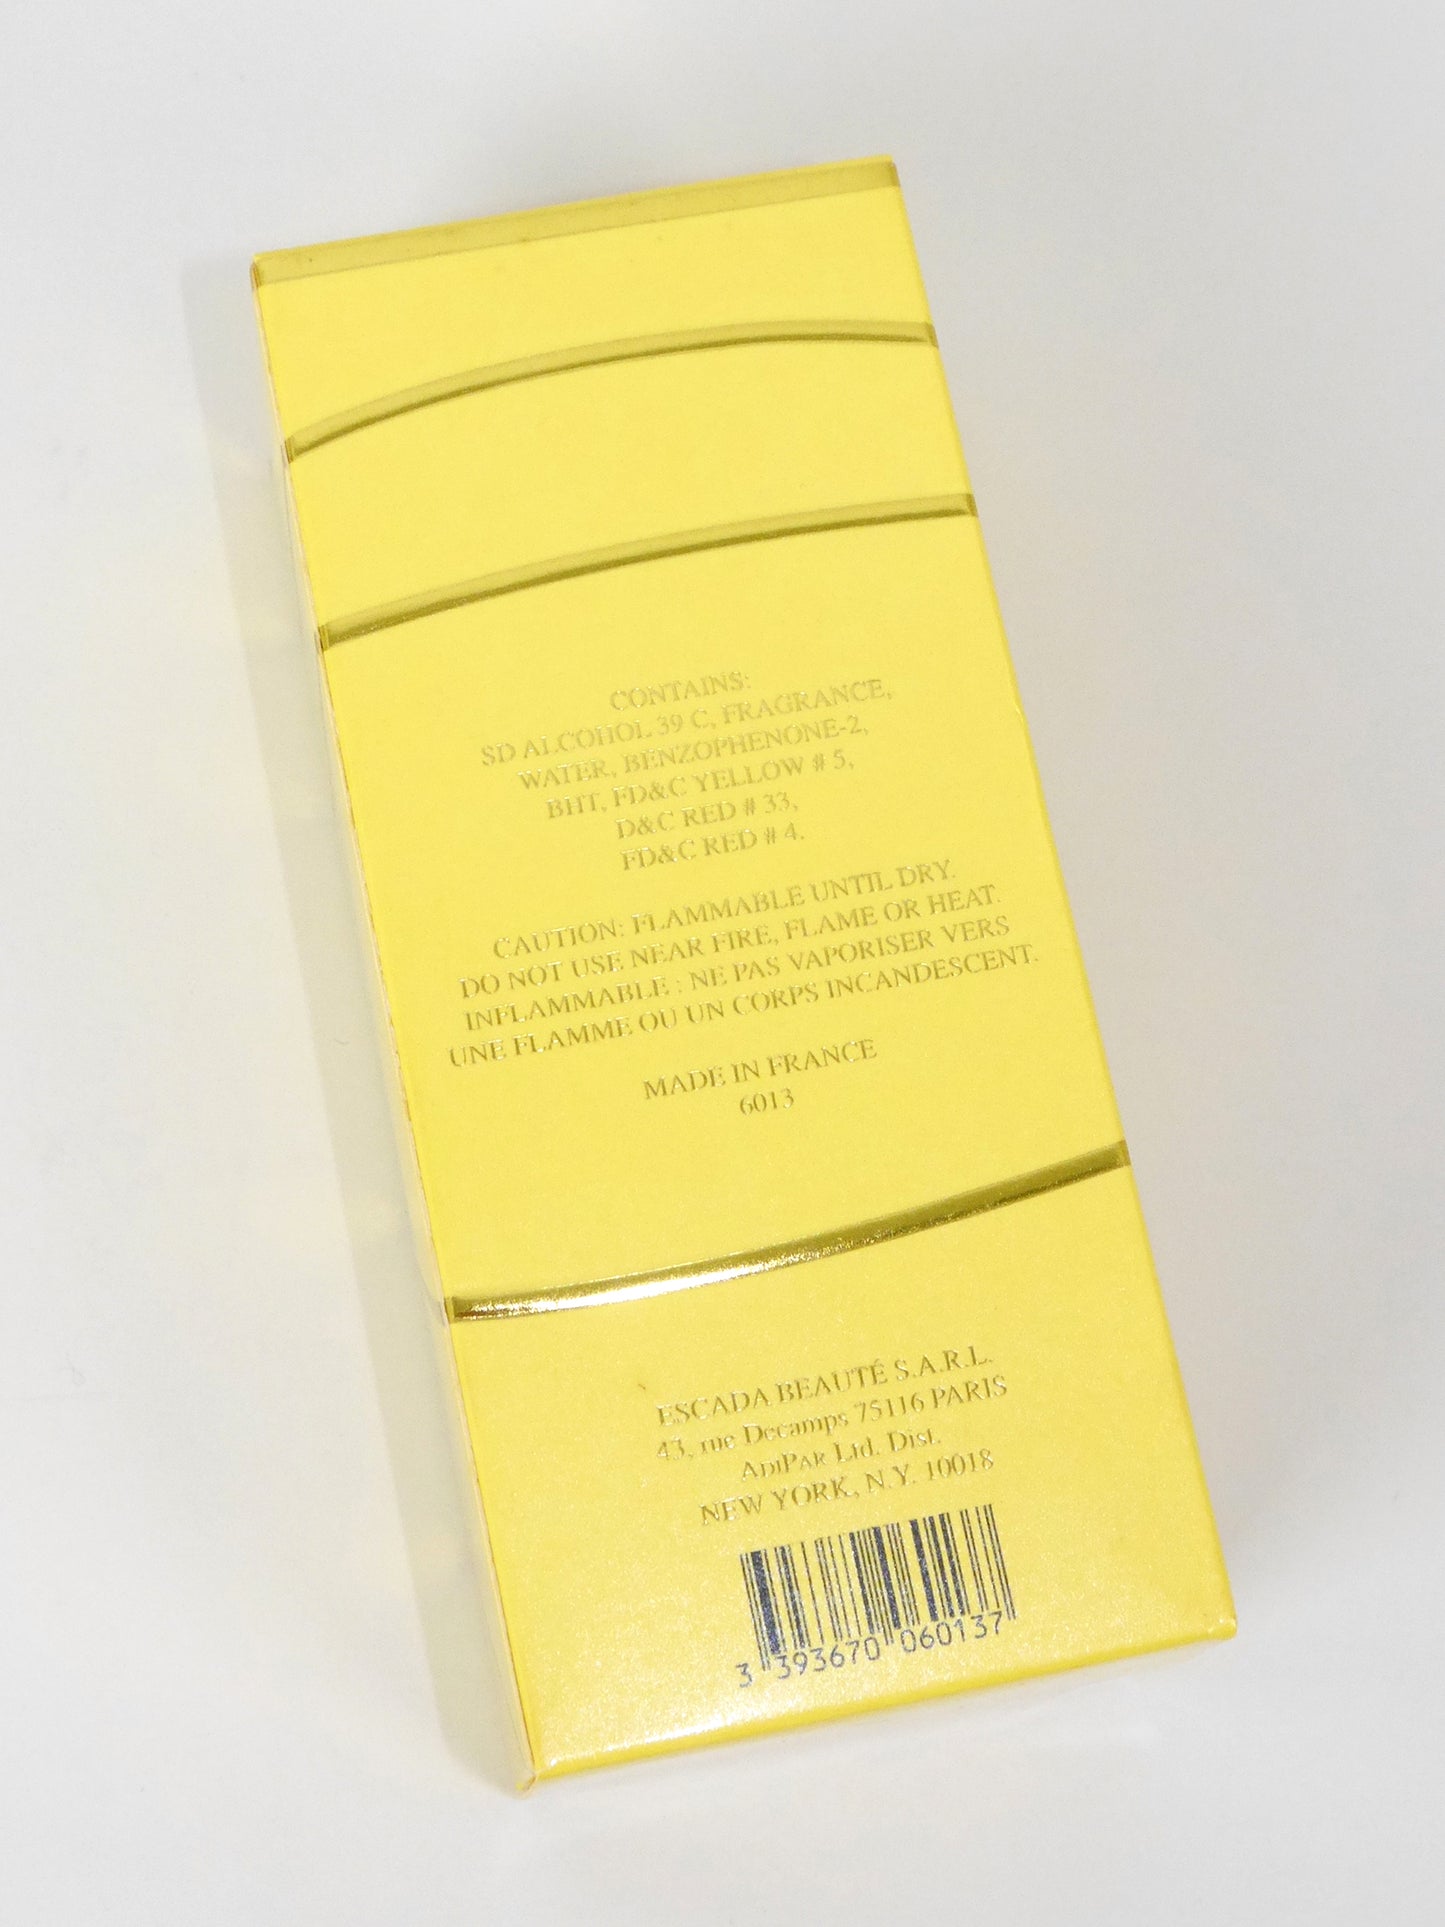 CONTAINS:
SD ALCOHOL 39 C, FRAGRANCE,
WATER, BENZOPHENONE-2,
BHT, FD&C YELLOW # 5,
D&C RED # 33,
FD&C RED # 4.
CAUTION: FLAMMABLE UNTIL DRY.
DO NOT USE NEAR FIRE, FLAME OR HEAT.
INFLAMMABLE : NE PAS VAPORISER VERS
UNE FLAMME OU UN CORPS INCANDESCENT.
MADE IN FRANCE
6013
ESCADA BEAUTÉ S.A.R.L.
43, rue Decamps 75116 PARIS
ADIPAR Ltd. Dist.
NEW YORK, N.Y. 10018
3 393670 060137